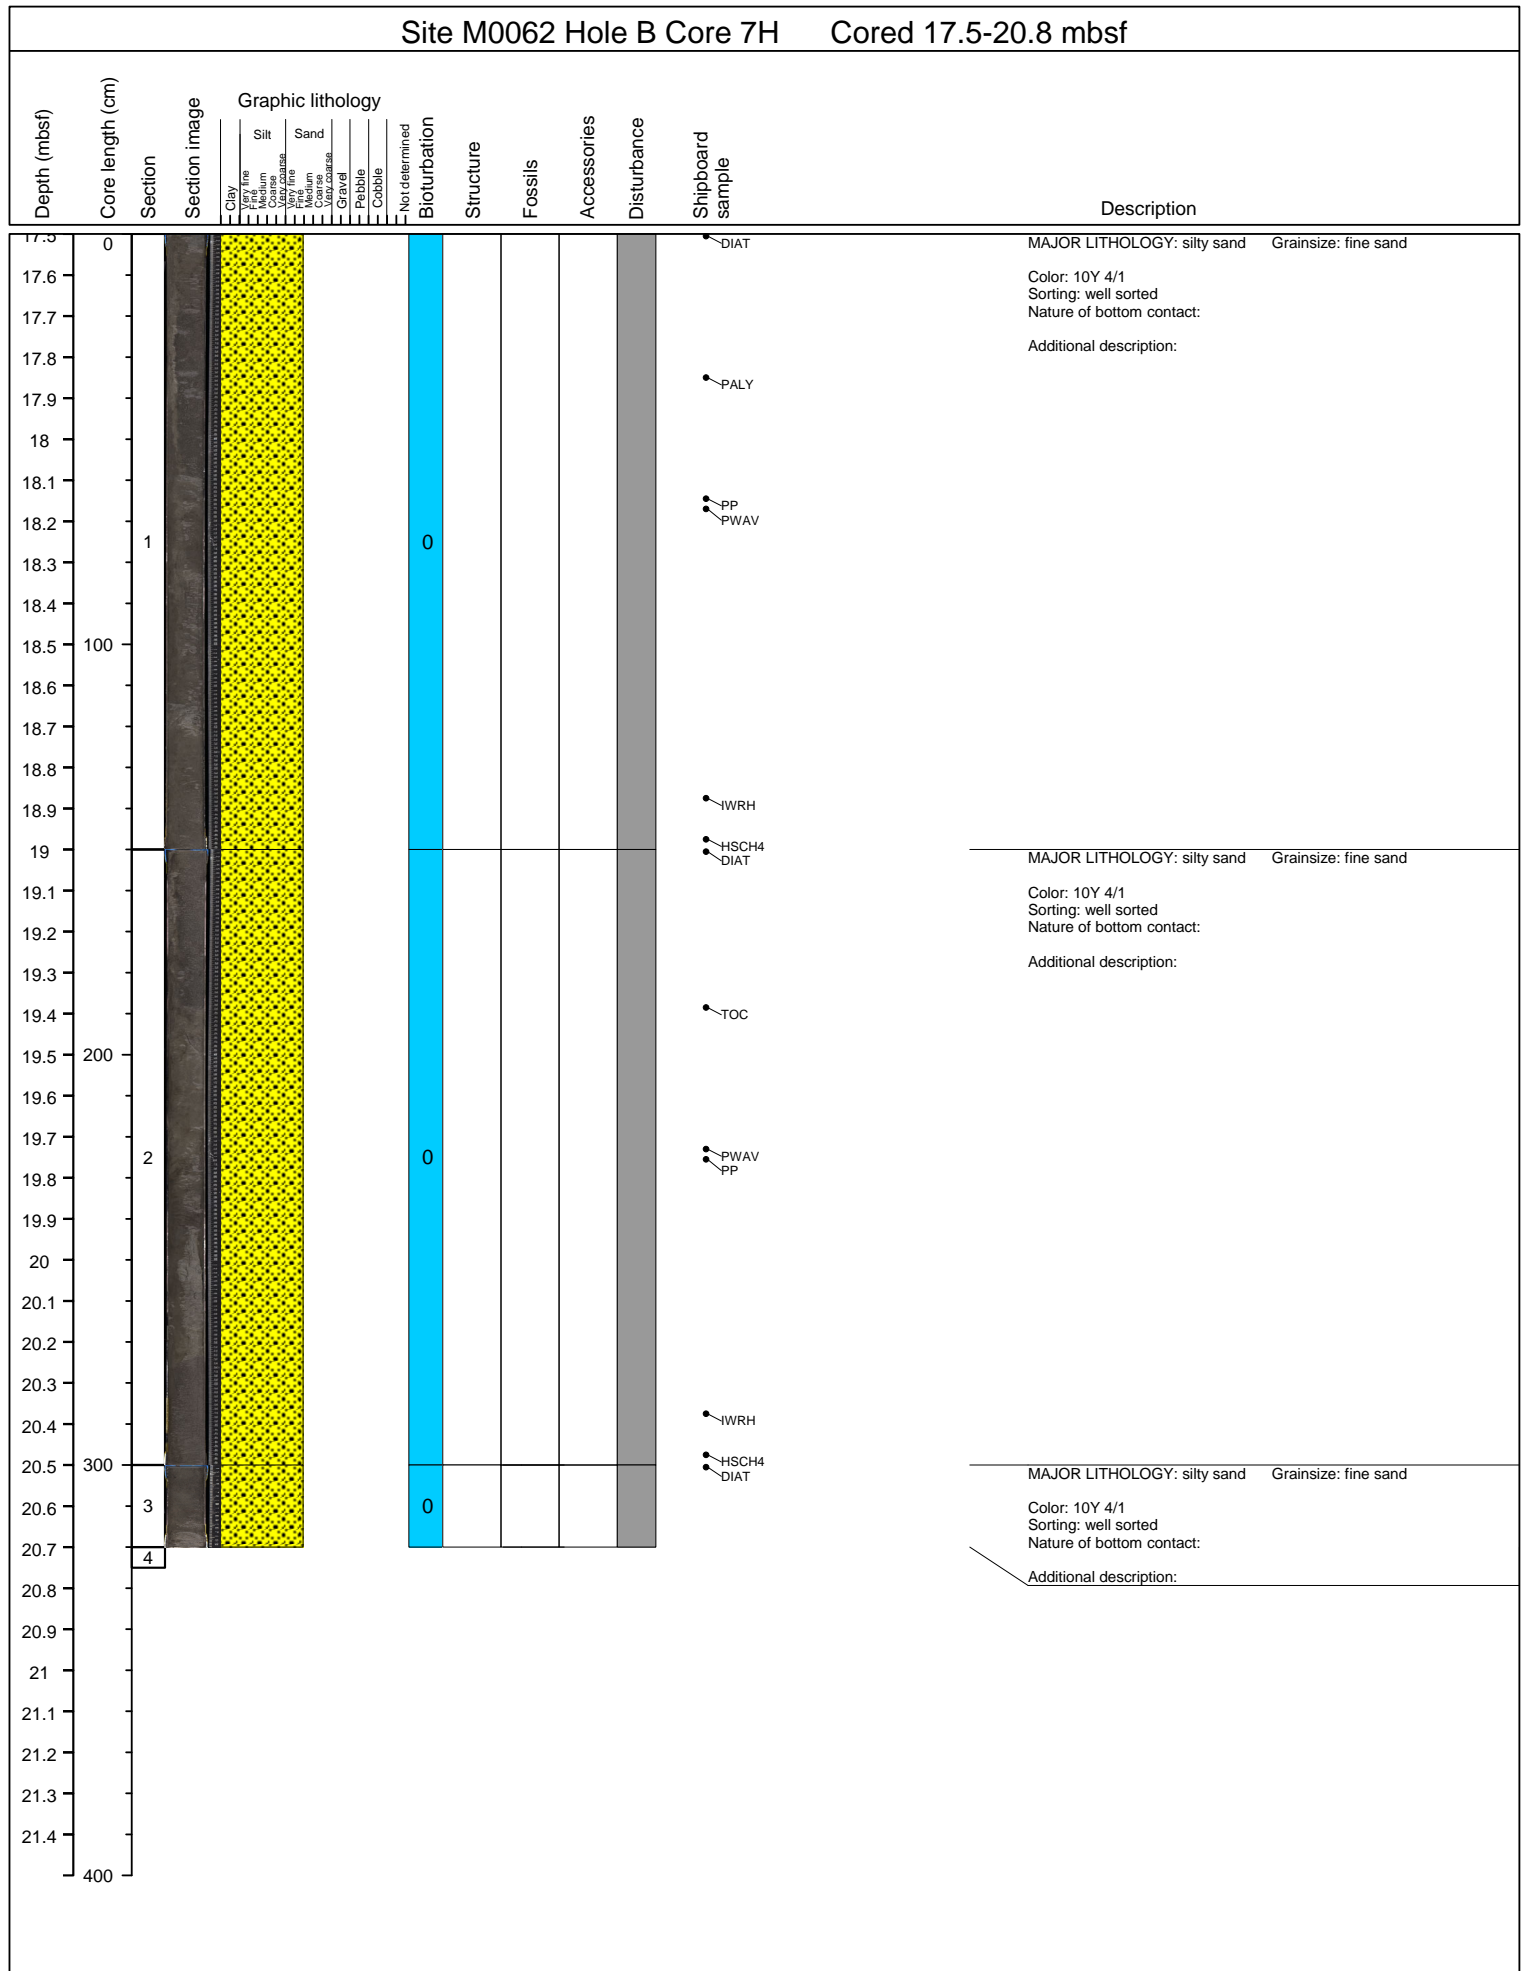 Site M0062 Hole B Core 7H Cored 17.5-20.8 mbsf
Depth (mbsf)
Core length (cm)
Section
Section image
Graphic lithology
Clay
Silt
Very fine
Fine
Medium
Coarse
Very coarse
Sand
Very fine
Fine
Medium
Coarse
Very coarse
Gravel
Pebble
Cobble
Not determined
Bioturbation
Structure
Fossils
Accessories
Disturbance
Shipboard
sample
Description
17.5
17.6
17.7
17.8
17.9
18
18.1
18.2
18.3
18.4
18.5
18.6
18.7
18.8
18.9
19
19.1
19.2
19.3
19.4
19.5
19.6
19.7
19.8
19.9
20
20.1
20.2
20.3
20.4
20.5
20.6
20.7
20.8
20.9
21
21.1
21.2
21.3
21.4
0
100
200
300
400
1
2
3
4
0
0
0
DIAT
PALY
PP
PWAV
IWRH
HSCH4
DIAT
TOC
PWAV
PP
IWRH
HSCH4
DIAT
MAJOR LITHOLOGY: silty sand Grainsize: fine sand
Color: 10Y 4/1
Sorting: well sorted
Nature of bottom contact:
Additional description:
MAJOR LITHOLOGY: silty sand Grainsize: fine sand
Color: 10Y 4/1
Sorting: well sorted
Nature of bottom contact:
Additional description:
MAJOR LITHOLOGY: silty sand Grainsize: fine sand
Color: 10Y 4/1
Sorting: well sorted
Nature of bottom contact:
Additional description: